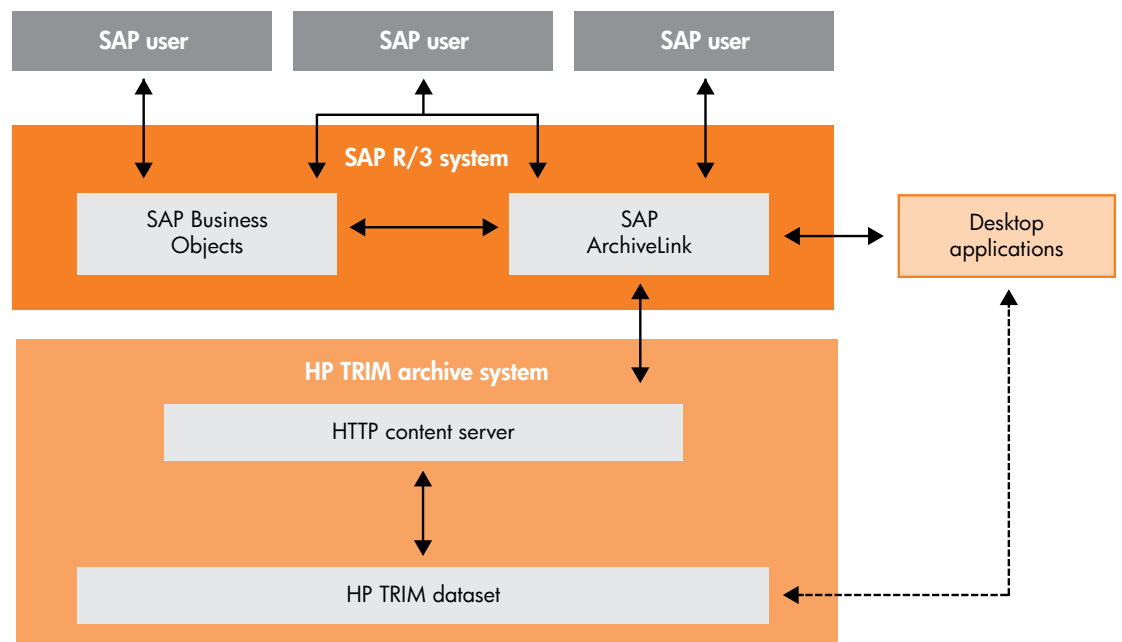 SAP user
SAP user
SAP user
SAP R/3 system
SAP Business
Objects
SAP
ArchiveLink
Desktop
applications
HP TRIM archive system
HTTP content server
HP TRIM dataset